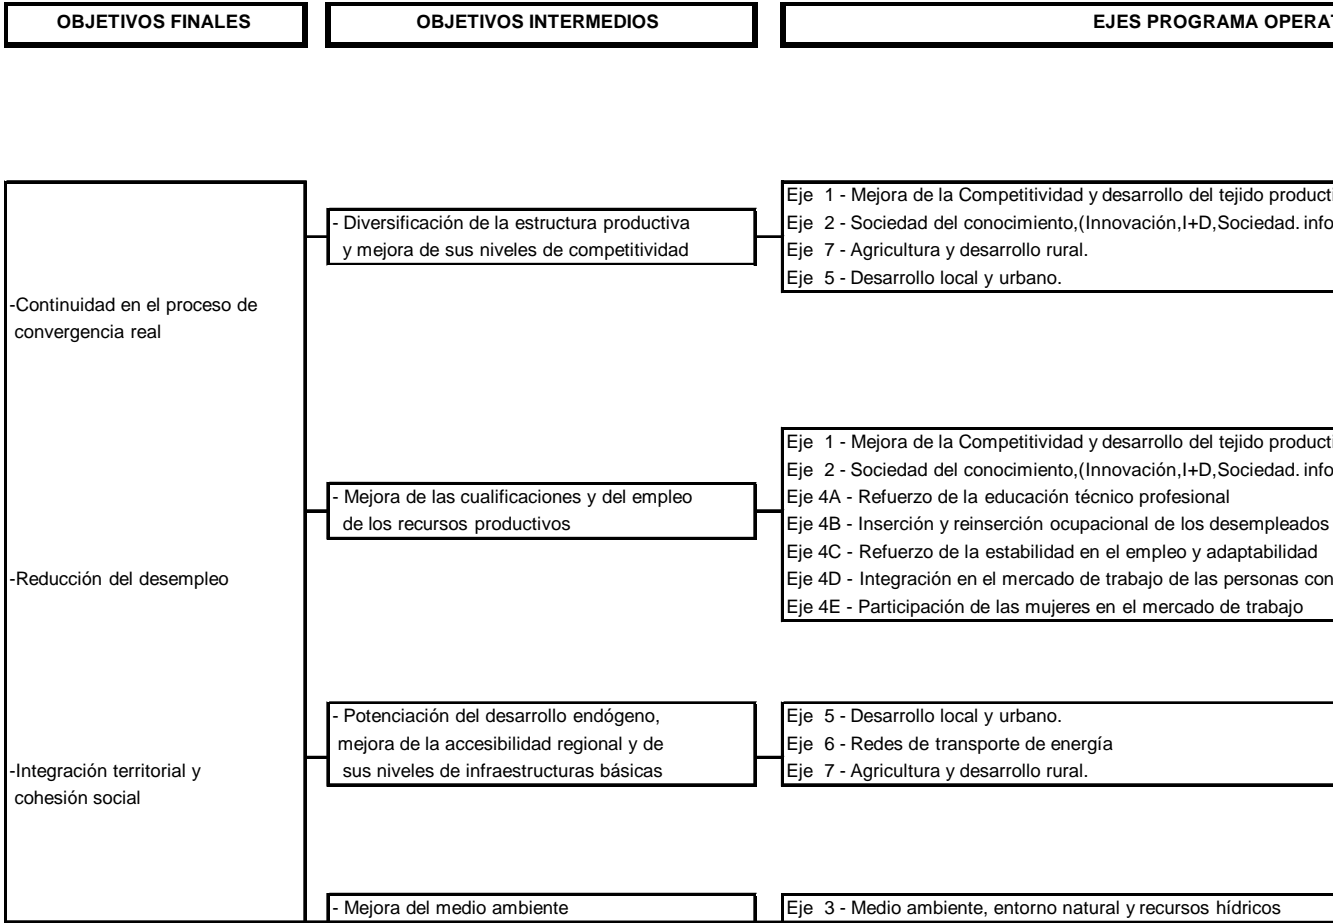 OBJETIVOS FINALES
OBJETIVOS INTERMEDIOS
EJES PROGRAMA
-Continuidad en el proceso de
convergencia real
-Reducción del desempleo
-Integración territorial y
cohesión social
- Diversificación de la estructura productiva
y mejora de sus niveles de competitividad
Eje 1 - Mejora de la Competitividad y desarrollo del tejido
Eje 2 - Sociedad del conocimiento,(Innovación,I+D,Sociedad.
Eje 7 - Agricultura y desarrollo rural.
Eje 5 - Desarrollo local y urbano.
- Mejora de las cualificaciones y del empleo
de los recursos productivos
Eje 1 - Mejora de la Competitividad y desarrollo del tejido
Eje 2 - Sociedad del conocimiento,(Innovación,I+D,Sociedad.
Eje 4A - Refuerzo de la educación técnico profesional
Eje 4B - Inserción y reinserción ocupacional de los desempleados
Eje 4C - Refuerzo de la estabilidad en el empleo y adaptabilidad
Eje 4D - Integración en el mercado de trabajo de las personas con
Eje 4E - Participación de las mujeres en el mercado de trabajo
- Potenciación del desarrollo endógeno,
mejora de la accesibilidad regional y de
sus niveles de infraestructuras básicas
Eje 5 - Desarrollo local y urbano.
Eje 6 - Redes de transporte de energía
Eje 7 - Agricultura y desarrollo rural.
- Mejora del medio ambiente
Eje 3 - Medio ambiente, entorno natural y recursos hídricos